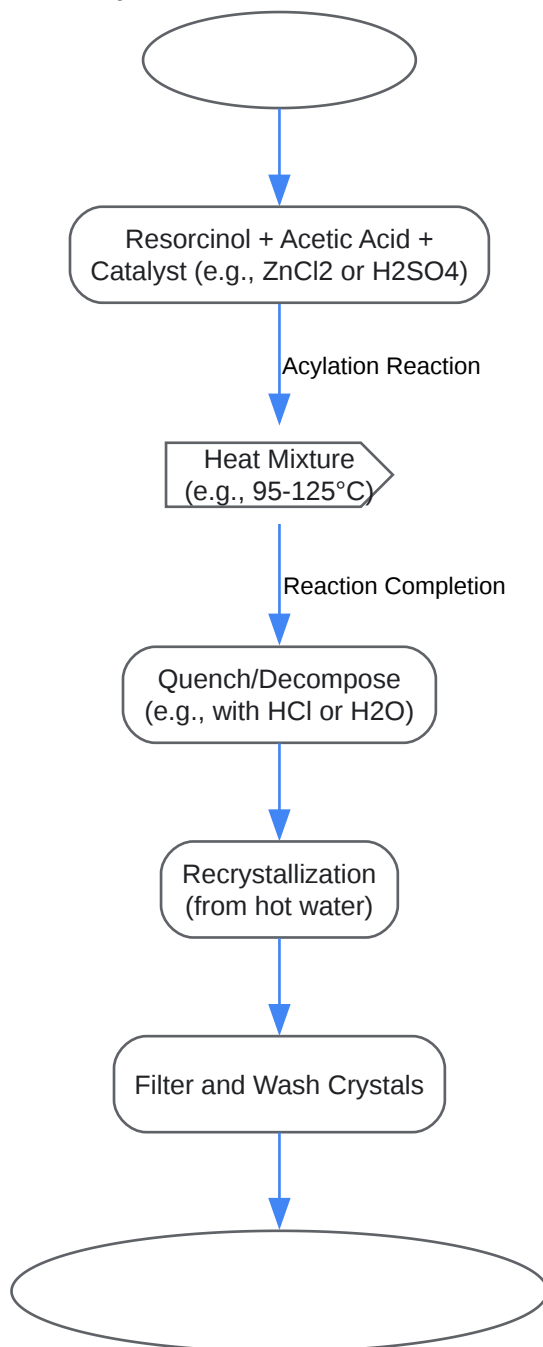 Resorcinol + Acetic Acid +
Catalyst (e.g., ZnCl2 or H2SO4)
Acylation Reaction
Heat Mixture
(e.g., 95-125°C)
Reaction Completion
Quench/Decompose
(e.g., with HCl or H2O)
Recrystallization
(from hot water)
Filter and Wash Crystals